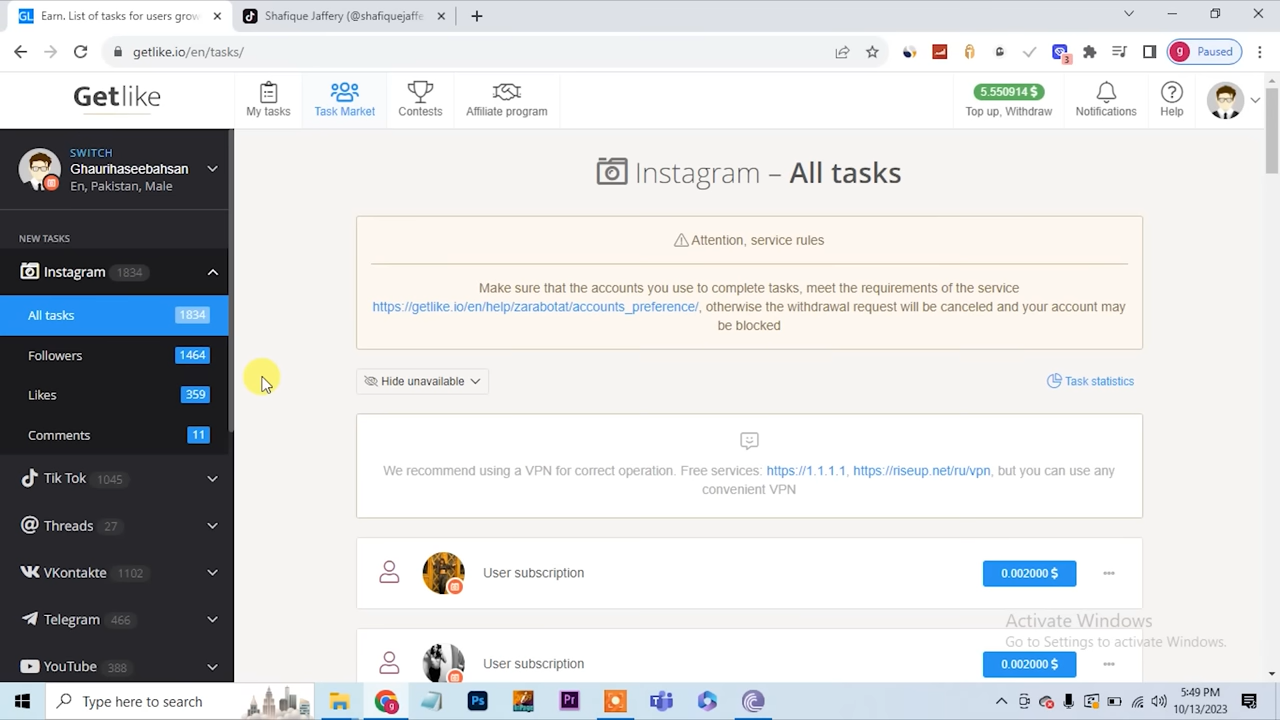 Earn. List of tasks for users grow
Shafique Jaffery (@shafiquejaffe
getlike.io/en/tasks/
3
g Paused
Getlike
My tasks
Task Market
Contests
Affiliate program
5.550914 $
Top up, Withdraw
Notifications
Help
SWITCH
Ghaurihaseebahsan
En, Pakistan, Male
NEW TASKS
Instagram 1834
All tasks 1834
Followers 1464
Likes 359
Comments 11
Tik Tok 1045
Threads 27
VKontakte 1102
Telegram 466
YouTube 388
Instagram – All tasks
Attention, service rules
Make sure that the accounts you use to complete tasks, meet the requirements of the service
https://getlike.io/en/help/zarabotat/accounts_preference/, otherwise the withdrawal request will be canceled and your account may
be blocked
Hide unavailable
Task statistics
We recommend using a VPN for correct operation. Free services: https://1.1.1.1, https://riseup.net/ru/vpn, but you can use any
convenient VPN
User subscription
0.002000 $
User subscription
0.002000 $
Activate Windows
Go to Settings to activate Windows.
Type here to search
5:49 PM
10/13/2023